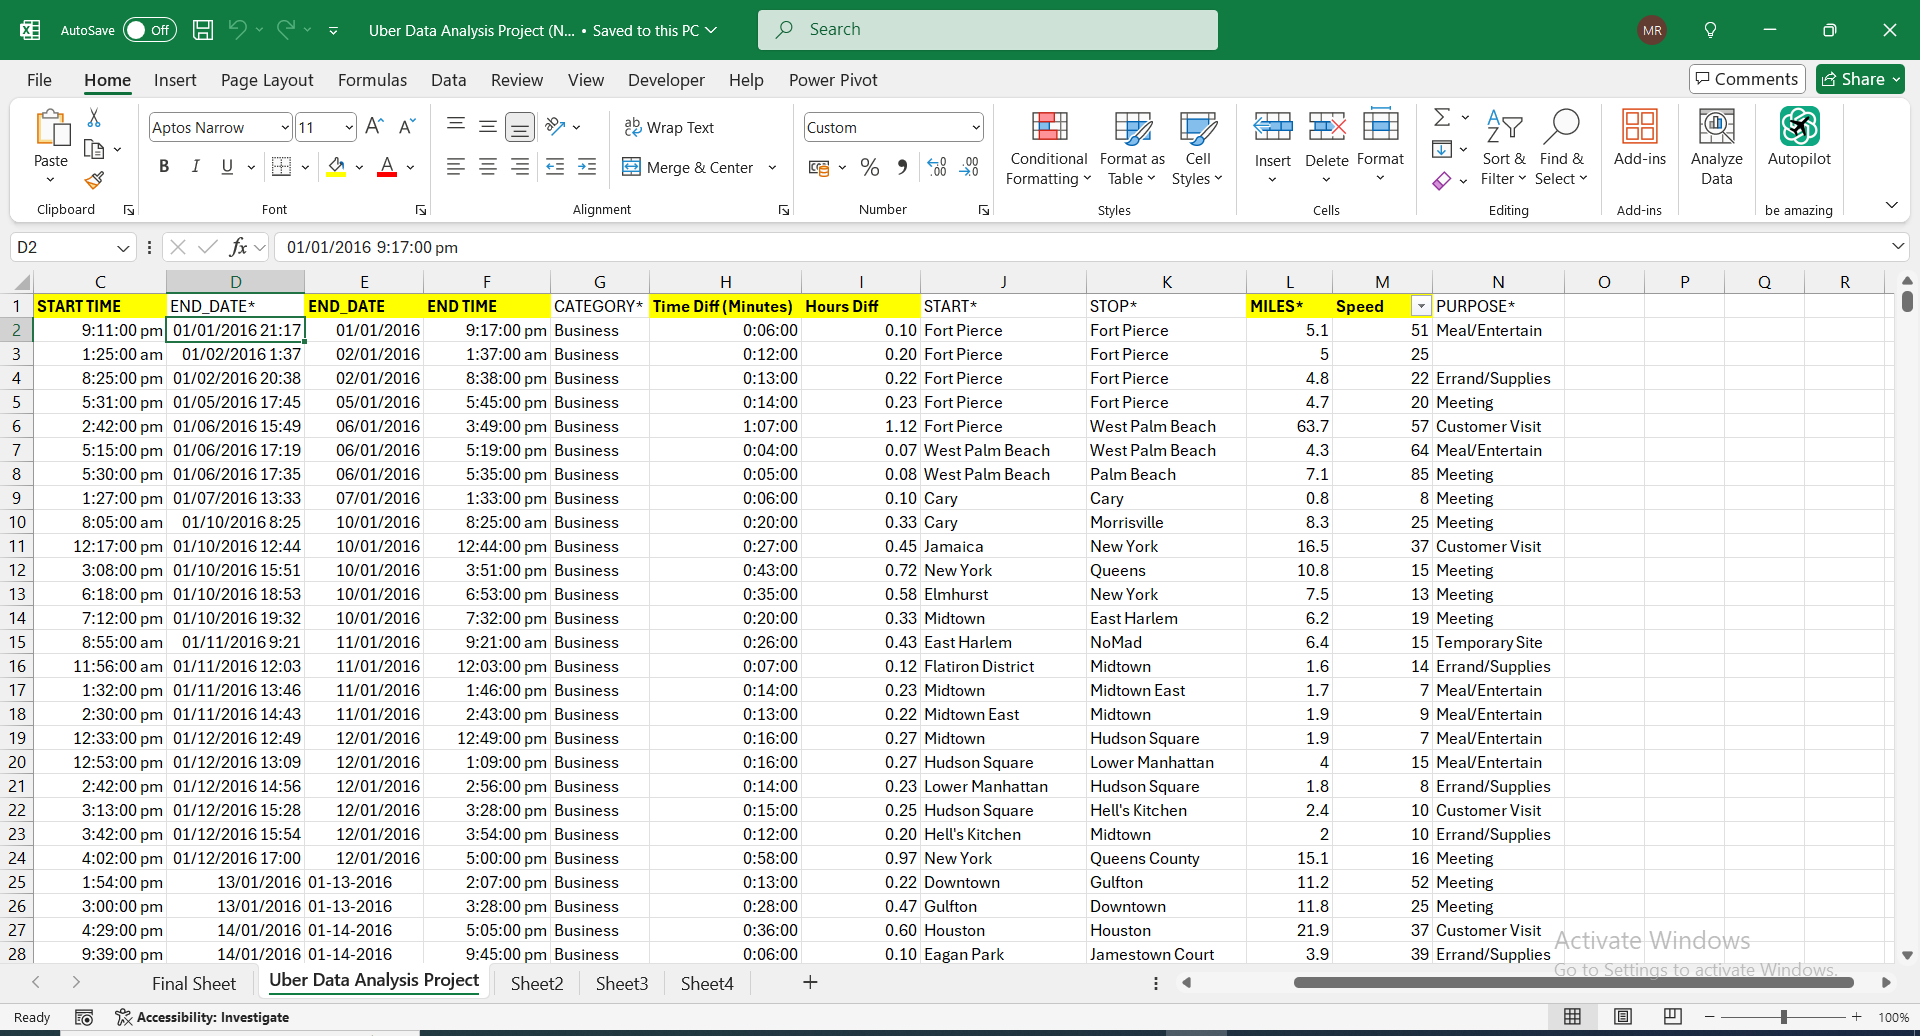 AutoSave Off Uber Data Analysis Project (N... • Saved to this PC Search MR
File Home Insert Page Layout Formulas Data Review View Developer Help Power Pivot Comments Share
Paste Aptos Narrow 11 Wrap Text Custom Conditional Formatting Format as Table Cell Styles Insert Delete Format Sort & Filter Find & Select Add-ins Analyze Data Autopilot
B I U A Merge & Center %
Clipboard Font Alignment Number Styles Cells Editing Add-ins be amazing
D2 fx 01/01/2016 9:17:00 pm
C D E F G H I J K L M N O P Q R
1 START TIME END_DATE* END_DATE END TIME CATEGORY* Time Diff (Minutes) Hours Diff START* STOP* MILES* Speed PURPOSE*
2 9:11:00 pm 01/01/2016 21:17 01/01/2016 9:17:00 pm Business 0:06:00 0.10 Fort Pierce Fort Pierce 5.1 51 Meal/Entertain
3 1:25:00 am 01/02/2016 1:37 02/01/2016 1:37:00 am Business 0:12:00 0.20 Fort Pierce Fort Pierce 5 25
4 8:25:00 pm 01/02/2016 20:38 02/01/2016 8:38:00 pm Business 0:13:00 0.22 Fort Pierce Fort Pierce 4.8 22 Errand/Supplies
5 5:31:00 pm 01/05/2016 17:45 05/01/2016 5:45:00 pm Business 0:14:00 0.23 Fort Pierce Fort Pierce 4.7 20 Meeting
6 2:42:00 pm 01/06/2016 15:49 06/01/2016 3:49:00 pm Business 1:07:00 1.12 Fort Pierce West Palm Beach 63.7 57 Customer Visit
7 5:15:00 pm 01/06/2016 17:19 06/01/2016 5:19:00 pm Business 0:04:00 0.07 West Palm Beach West Palm Beach 4.3 64 Meal/Entertain
8 5:30:00 pm 01/06/2016 17:35 06/01/2016 5:35:00 pm Business 0:05:00 0.08 West Palm Beach Palm Beach 7.1 85 Meeting
9 1:27:00 pm 01/07/2016 13:33 07/01/2016 1:33:00 pm Business 0:06:00 0.10 Cary Cary 0.8 8 Meeting
10 8:05:00 am 01/10/2016 8:25 10/01/2016 8:25:00 am Business 0:20:00 0.33 Cary Morrisville 8.3 25 Meeting
11 12:17:00 pm 01/10/2016 12:44 10/01/2016 12:44:00 pm Business 0:27:00 0.45 Jamaica New York 16.5 37 Customer Visit
12 3:08:00 pm 01/10/2016 15:51 10/01/2016 3:51:00 pm Business 0:43:00 0.72 New York Queens 10.8 15 Meeting
13 6:18:00 pm 01/10/2016 18:53 10/01/2016 6:53:00 pm Business 0:35:00 0.58 Elmhurst New York 7.5 13 Meeting
14 7:12:00 pm 01/10/2016 19:32 10/01/2016 7:32:00 pm Business 0:20:00 0.33 Midtown East Harlem 6.2 19 Meeting
15 8:55:00 am 01/11/2016 9:21 11/01/2016 9:21:00 am Business 0:26:00 0.43 East Harlem NoMad 6.4 15 Temporary Site
16 11:56:00 am 01/11/2016 12:03 11/01/2016 12:03:00 pm Business 0:07:00 0.12 Flatiron District Midtown 1.6 14 Errand/Supplies
17 1:32:00 pm 01/11/2016 13:46 11/01/2016 1:46:00 pm Business 0:14:00 0.23 Midtown Midtown East 1.7 7 Meal/Entertain
18 2:30:00 pm 01/11/2016 14:43 11/01/2016 2:43:00 pm Business 0:13:00 0.22 Midtown East Midtown 1.9 9 Meal/Entertain
19 12:33:00 pm 01/12/2016 12:49 12/01/2016 12:49:00 pm Business 0:16:00 0.27 Midtown Hudson Square 1.9 7 Meal/Entertain
20 12:53:00 pm 01/12/2016 13:09 12/01/2016 1:09:00 pm Business 0:16:00 0.27 Hudson Square Lower Manhattan 4 15 Meal/Entertain
21 2:42:00 pm 01/12/2016 14:56 12/01/2016 2:56:00 pm Business 0:14:00 0.23 Lower Manhattan Hudson Square 1.8 8 Errand/Supplies
22 3:13:00 pm 01/12/2016 15:28 12/01/2016 3:28:00 pm Business 0:15:00 0.25 Hudson Square Hell's Kitchen 2.4 10 Customer Visit
23 3:42:00 pm 01/12/2016 15:54 12/01/2016 3:54:00 pm Business 0:12:00 0.20 Hell's Kitchen Midtown 2 10 Errand/Supplies
24 4:02:00 pm 01/12/2016 17:00 12/01/2016 5:00:00 pm Business 0:58:00 0.97 New York Queens County 15.1 16 Meeting
25 1:54:00 pm 13/01/2016 01-13-2016 2:07:00 pm Business 0:13:00 0.22 Downtown Gulfton 11.2 52 Meeting
26 3:00:00 pm 13/01/2016 01-13-2016 3:28:00 pm Business 0:28:00 0.47 Gulfton Downtown 11.8 25 Meeting
27 4:29:00 pm 14/01/2016 01-14-2016 5:05:00 pm Business 0:36:00 0.60 Houston Houston 21.9 37 Customer Visit
28 9:39:00 pm 14/01/2016 01-14-2016 9:45:00 pm Business 0:06:00 0.10 Eagan Park Jamestown Court 3.9 39 Errand/Supplies
Activate Windows
Go to Settings to activate Windows.
Final Sheet Uber Data Analysis Project Sheet2 Sheet3 Sheet4
Ready Accessibility: Investigate 100%